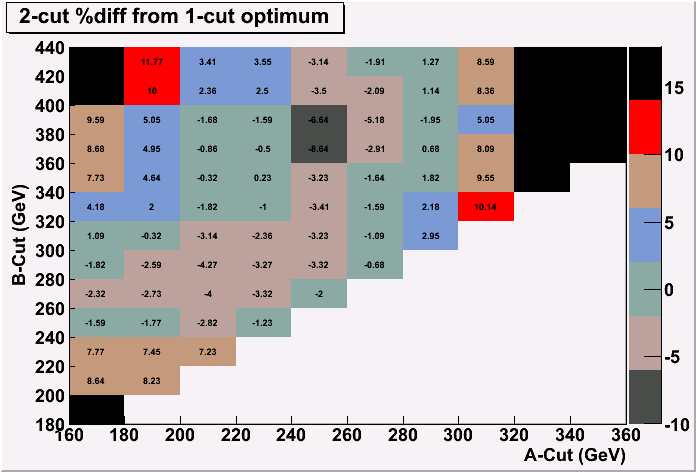 2-cut %diff from 1-cut optimum
440
11.77 3.41 3.55 -3.14 -1.91 1.27 8.59
420
10 2.36 2.5 -3.5 -2.09 1.14 8.36
400
9.59 5.05 -1.68 -1.59 -6.64 -5.18 -1.95 5.05
380
8.68 4.95 -0.86 -0.5 -8.64 -2.91 0.68 8.09
360
7.73 4.64 -0.32 0.23 -3.23 -1.64 1.82 9.55
340
4.18 2 -1.82 -1 -3.41 -1.59 2.18 10.14
320
1.09 -0.32 -3.14 -2.36 -3.23 -1.09 2.95
300
-1.82 -2.59 -4.27 -3.27 -3.32 -0.68
280
-2.32 -2.73 -4 -3.32 -2
260
-1.59 -1.77 -2.82 -1.23
240
7.77 7.45 7.23
220
8.64 8.23
200
180
B-Cut (GeV)
160 180 200 220 240 260 280 300 320 340 360
A-Cut (GeV)
15
10
5
0
-5
-10